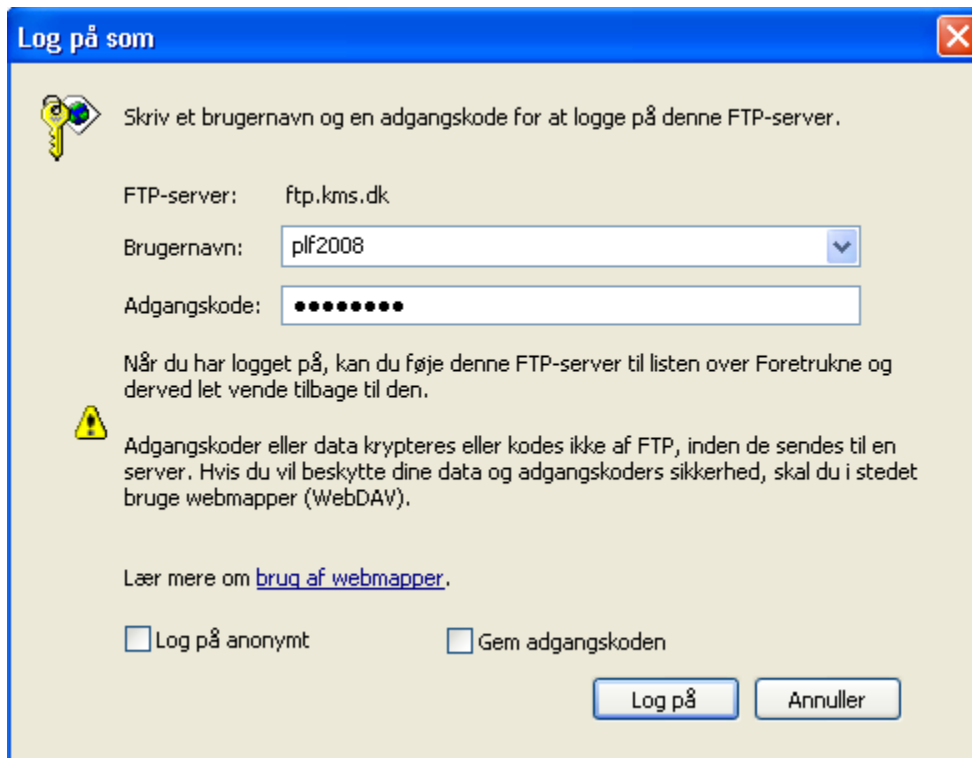 Log på som
Skriv et brugernavn og en adgangskode for at logge på denne FTP-server.
FTP-server: ftp.kms.dk
Brugernavn: plf2008
Adgangskode: ••••••••
Når du har logget på, kan du føje denne FTP-server til listen over Foretrukne og
derved let vende tilbage til den.
Adgangskoder eller data krypteres eller kodes ikke af FTP, inden de sendes til en
server. Hvis du vil beskytte dine data og adgangskoders sikkerhed, skal du i stedet
bruge webmapper (WebDAV).
Lær mere om brug af webmapper.
Log på anonymt Gem adgangskoden
Log på Annuller